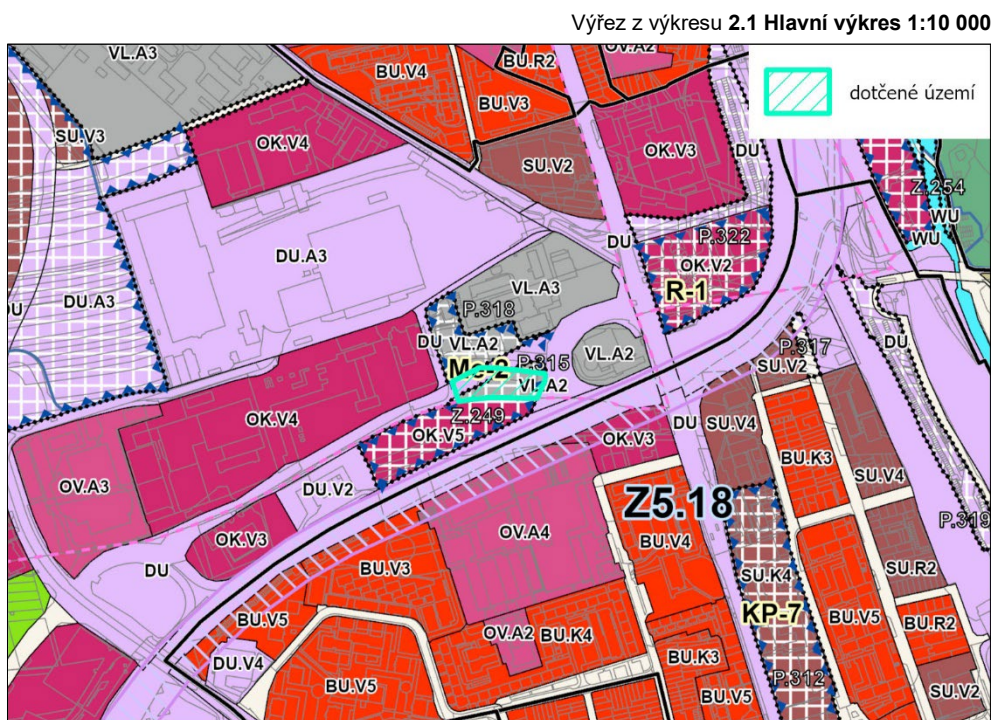 Výřez z výkresu 2.1 Hlavní výkres 1:10 000
dotčené území
VL.A3
BU.V4
BU.R2
OV.A2
BU.V3
SU.V3
OK.V4
SU.V2
OK.V3
DU
Z.254
WU
WU
DU
P.322
OK.V2
R-1
DU.A3
DU.A3
DU
VL.A3
P.318
DU
VL.A2
P.315
VL.A2
VL.A2
Z.249
OK.V5
P.317
SU.V2
DU
OK.V4
OK.V3
DU
SU.V4
BU.K3
SU.V4
OV.A3
DU.V2
P.319
Z5.18
OK.V3
OV.A4
BU.V4
DU
BU.V3
SU.K4
SU.R2
KP-7
BU.V5
BU.V5
OV.A2
BU.K4
BU.R2
DU.V4
BU.K3
BU.V5
BU.V5
P.312
SU.V2